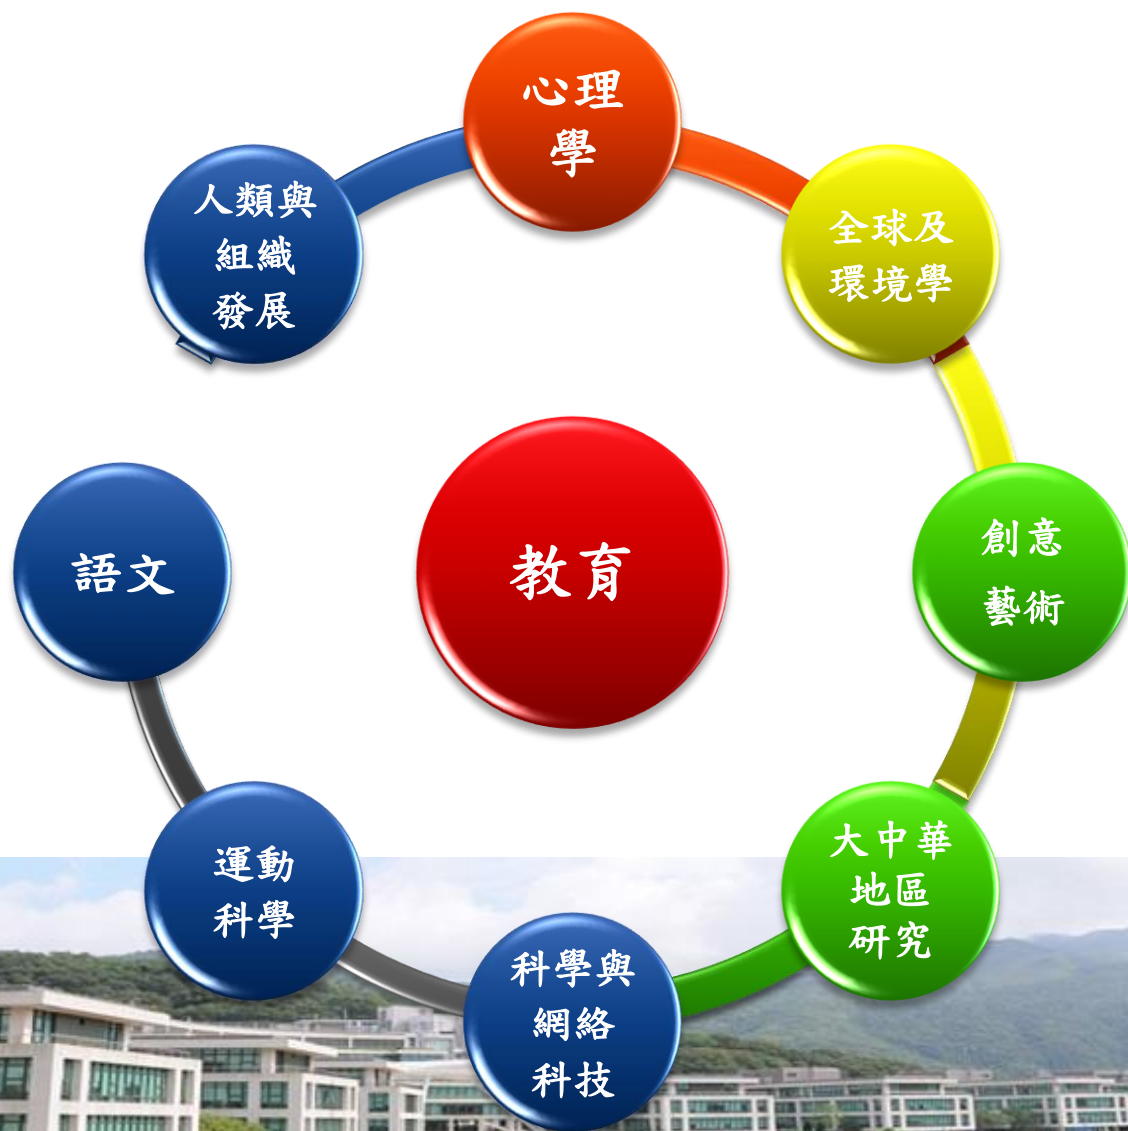 心理
學
人類與
組織
發展
全球及
環境學
語文
教育
創意
藝術
運動
科學
大中華
地區
研究
科學與
網絡
科技